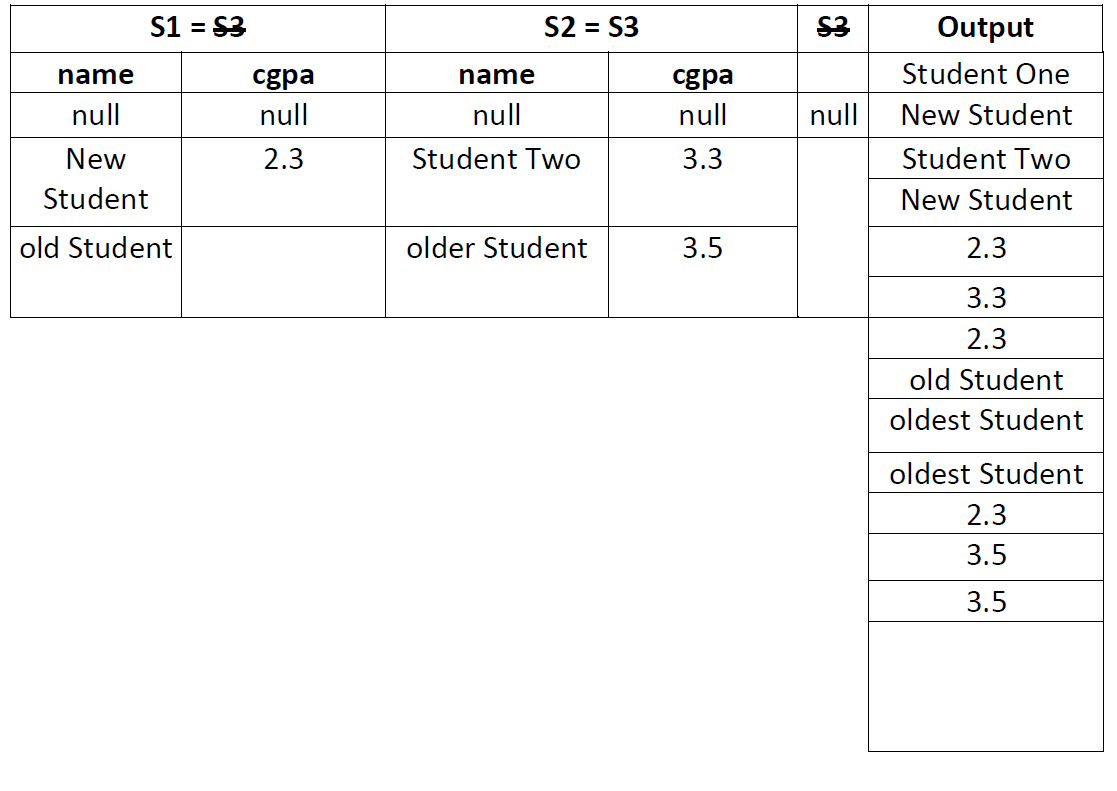 S1 = S3 S2 = S3 S3 Output
name cgpa name cgpa Student One
null null null null null New Student
New 2.3 Student Two 3.3 Student Two
Student New Student
old Student older Student 3.5 2.3
3.3
2.3
old Student
oldest Student
oldest Student
2.3
3.5
3.5